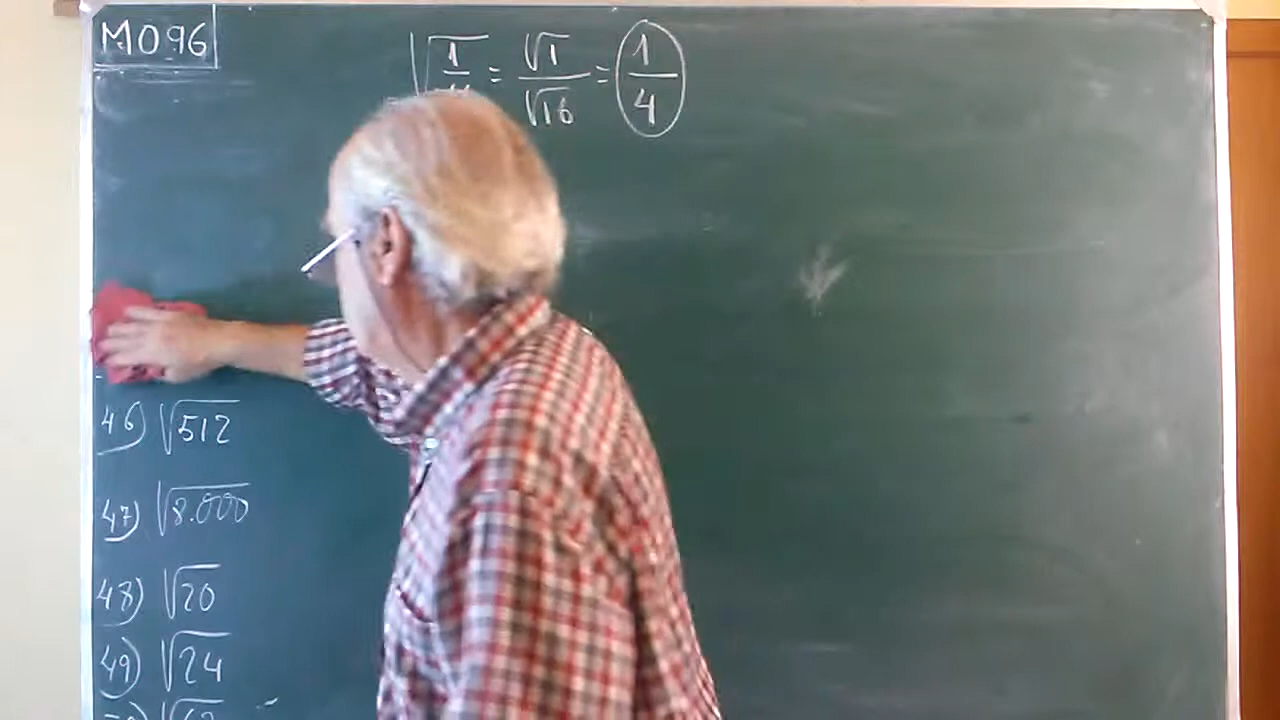 M096
√1/16 = √1/√16 = 1/4
46) √512
47) √8.000
48) √20
49) √24